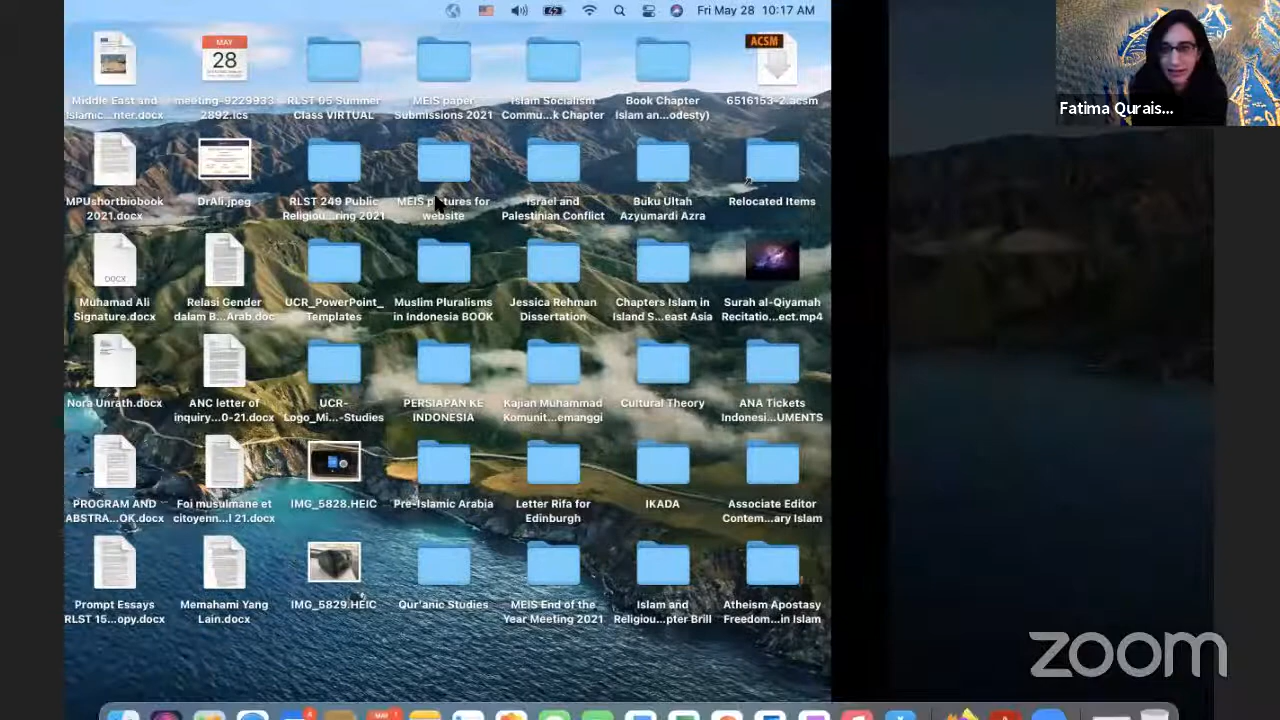 Fri May 28 10:17 AM
MAY
28
ACSM
Fatima Qurais...
Middle East and
Islamic...nter.docx
meeting-9229933
2892.ics
RLST 05 Summer
Class VIRTUAL
MEIS paper
Submissions 2021
Islam Socialism
Commu...k Chapter
Book Chapter
Islam an...odesty)
6516153-2.acsm
MPUshortbiobook
2021.docx
DrAli.jpeg
RLST 249 Public
Religiou...ring 2021
MEIS pictures for
website
Israel and
Palestinian Conflict
Buku Ultah
Azyumardi Azra
Relocated Items
DOCX
Muhamad Ali
Signature.docx
Relasi Gender
dalam B...Arab.doc
UCR_PowerPoint_
Templates
Muslim Pluralisms
in Indonesia BOOK
Jessica Rehman
Dissertation
Chapters Islam in
Island S...east Asia
Surah al-Qiyamah
Recitatio...ect.mp4
Nora Unrath.docx
ANC letter of
inquiry...0-21.docx
UCR-
Logo_Mi...-Studies
PERSIAPAN KE
INDONESIA
Kajian Muhammad
Komunit...emanggi
Cultural Theory
ANA Tickets
Indonesi...UMENTS
PROGRAM AND
ABSTRA...OK.docx
Foi musulmane et
citoyenn...l 21.docx
IMG_5828.HEIC
Pre-Islamic Arabia
Letter Rifa for
Edinburgh
IKADA
Associate Editor
Contem...ary Islam
Prompt Essays
RLST 15...opy.docx
Memahami Yang
Lain.docx
IMG_5829.HEIC
Qur'anic Studies
MEIS End of the
Year Meeting 2021
Islam and
Religiou...pter Brill
Atheism Apostasy
Freedom...in Islam
zoom